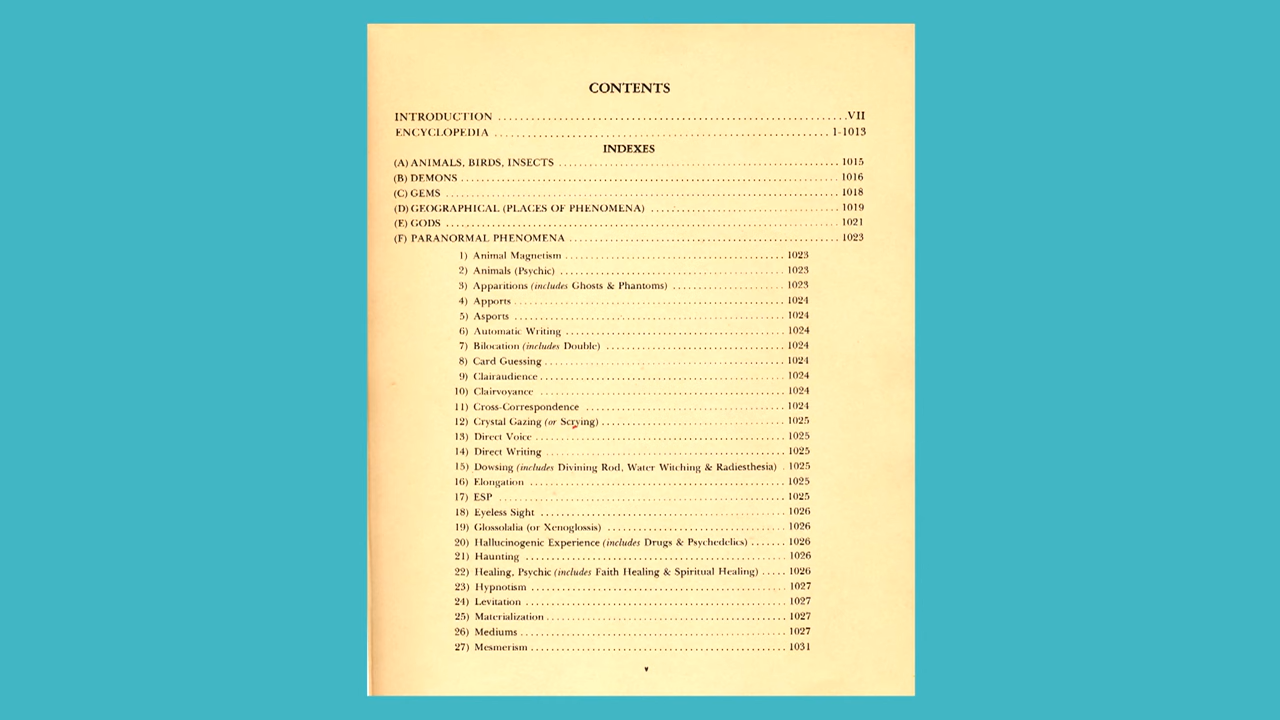 CONTENTS
INTRODUCTION ........ VII
ENCYCLOPEDIA ........ 1-1013
INDEXES
(A) ANIMALS, BIRDS, INSECTS ........ 1015
(B) DEMONS ........ 1016
(C) GEMS ........ 1018
(D) GEOGRAPHICAL (PLACES OF PHENOMENA) ........ 1019
(E) GODS ........ 1021
(F) PARANORMAL PHENOMENA ........ 1023
1) Animal Magnetism ........ 1023
2) Animals (Psychic) ........ 1023
3) Apparitions (includes Ghosts & Phantoms) ........ 1023
4) Apports ........ 1024
5) Asports ........ 1024
6) Automatic Writing ........ 1024
7) Bilocation (includes Double) ........ 1024
8) Card Guessing ........ 1024
9) Clairaudience ........ 1024
10) Clairvoyance ........ 1024
11) Cross-Correspondence ........ 1024
12) Crystal Gazing (or Scrying) ........ 1025
13) Direct Voice ........ 1025
14) Direct Writing ........ 1025
15) Dowsing (includes Divining Rod, Water Witching & Radiesthesia) . 1025
16) Elongation ........ 1025
17) ESP ........ 1025
18) Eyeless Sight ........ 1026
19) Glossolalia (or Xenoglossis) ........ 1026
20) Hallucinogenic Experience (includes Drugs & Psychedelics) ....... 1026
21) Haunting ........ 1026
22) Healing, Psychic (includes Faith Healing & Spiritual Healing) ..... 1026
23) Hypnotism ........ 1027
24) Levitation ........ 1027
25) Materialization ........ 1027
26) Mediums ........ 1027
27) Mesmerism ........ 1031
v